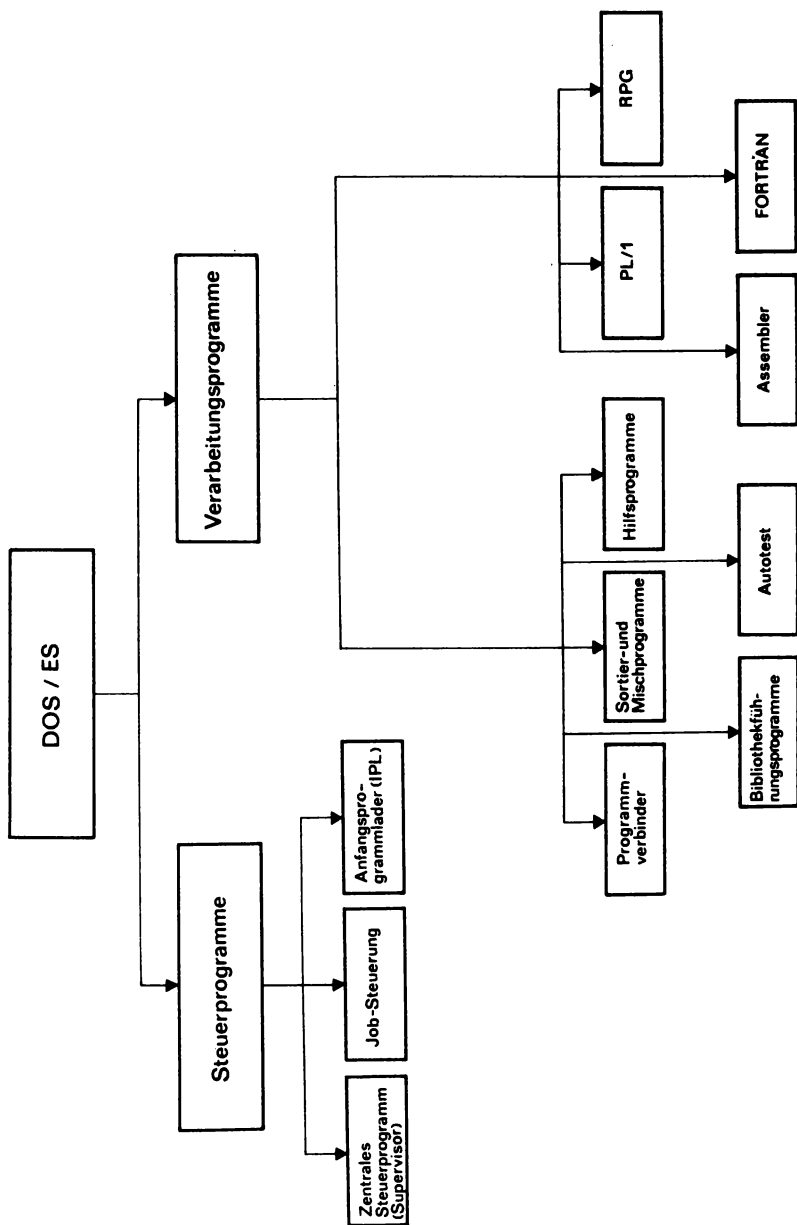 DOS / ES
Steuerprogramme
Verarbeitungsprogramme
Zentrales
Steuerprogramm
(Supervisor)
Job-Steuerung
Anfangspro-
grammlader (IPL)
Programm-
verbinder
Sortier-und
Mischprogramme
Hilfsprogramme
PL/1
RPG
Bibliothekfüh-
rungsprogramme
Autotest
Assembler
FORTRAN